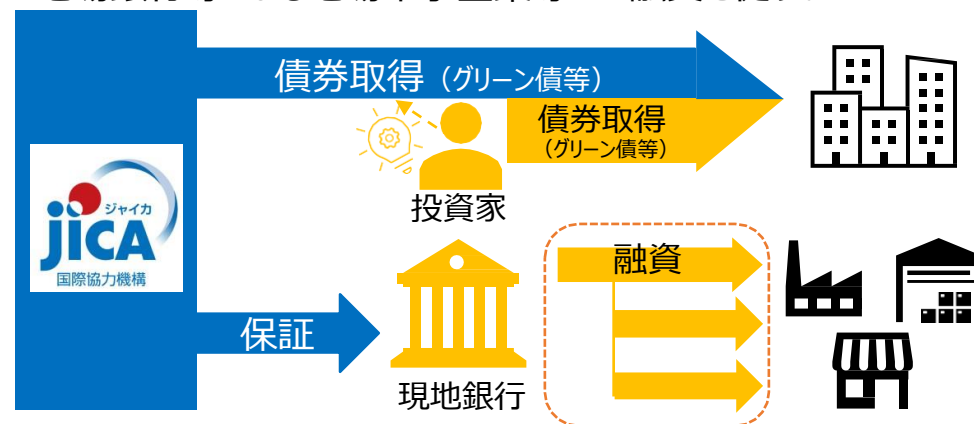 債券取得（グリーン債等）
債券取得
（グリーン債等）
投資家
ジャイカ
JICA
国際協力機構
融資
保証
現地銀行